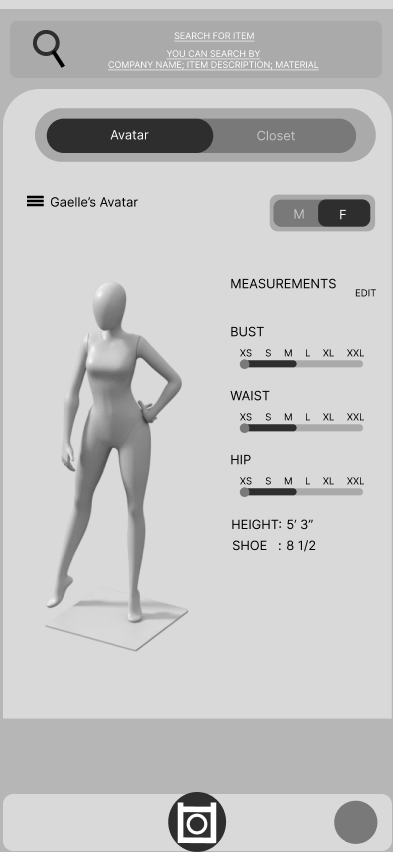 SEARCH FOR ITEM
YOU CAN SEARCH BY
COMPANY NAME; ITEM DESCRIPTION; MATERIAL
Avatar
Closet
Gaelle's Avatar
M F
MEASUREMENTS
EDIT
BUST
XS S M L XL XXL
WAIST
XS S M L XL XXL
HIP
XS S M L XL XXL
HEIGHT: 5’ 3”
SHOE : 8 1/2